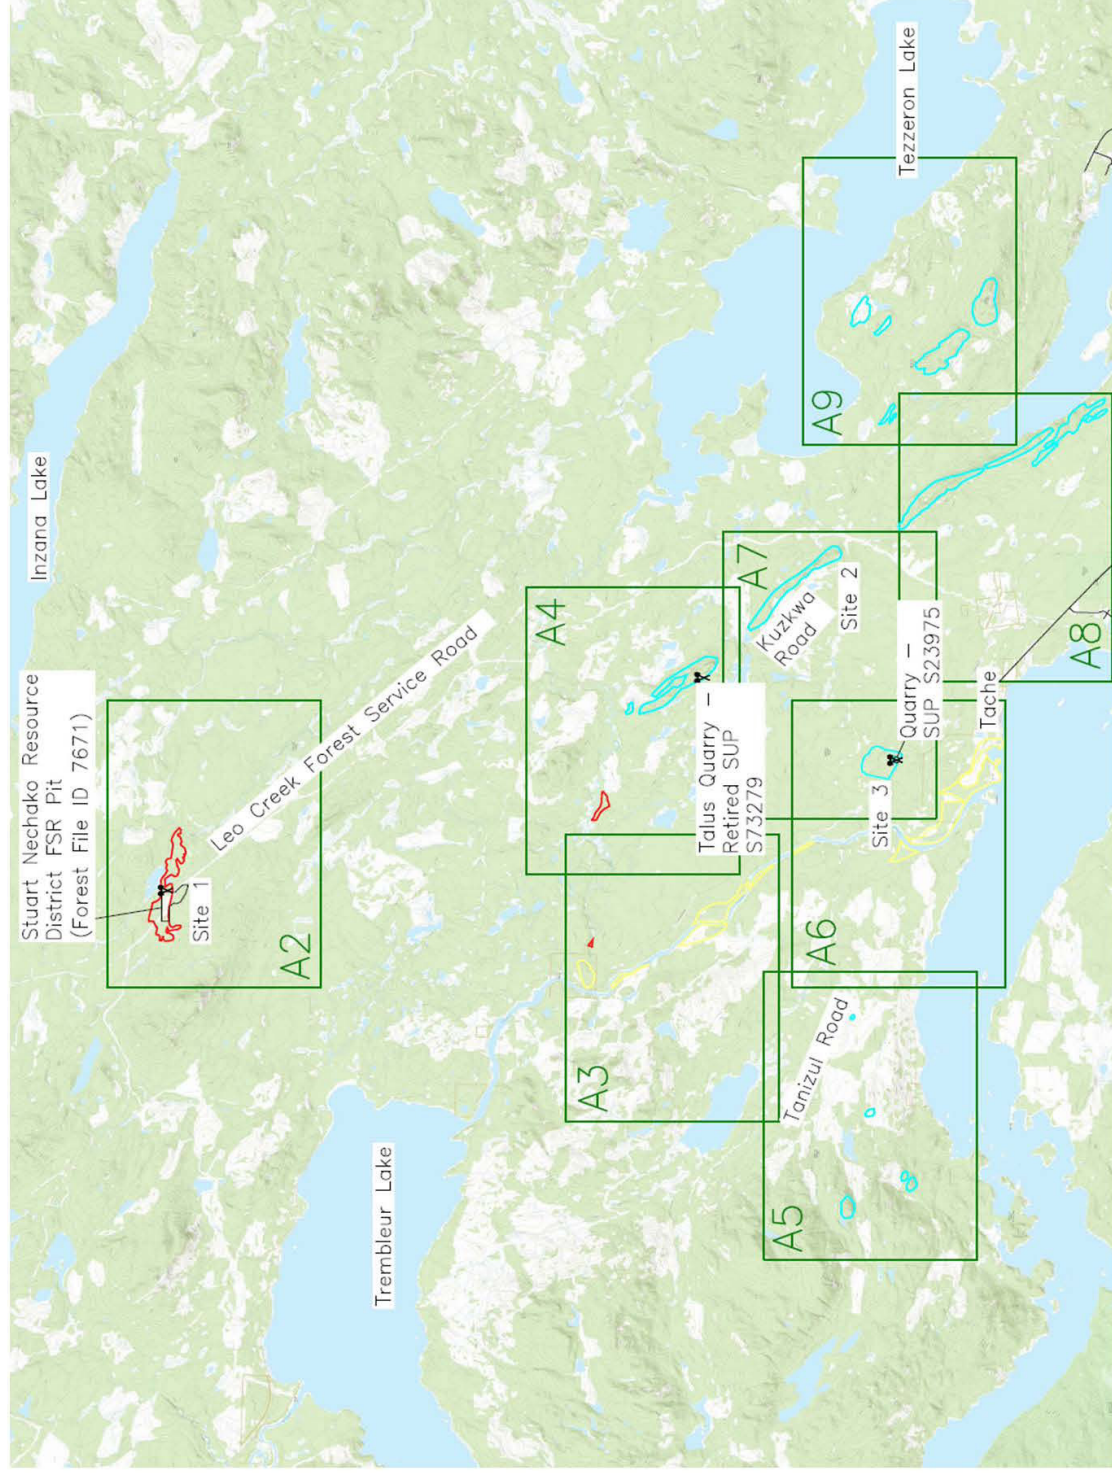 Inzana Lake
Stuart Nechako Resource
District FSR Pit
(Forest File ID 7671)
Site 1
A2
Leo Creek Forest Service Road
Trembleur Lake
Tezzeron Lake
A3
A4
Talus Quarry –
Retired SUP
S73279
A7
Kuzkwa
Road
Site 2
A9
A5
Tanizul Road
A6
Site 3
Quarry –
SUP S23975
Tache
A8